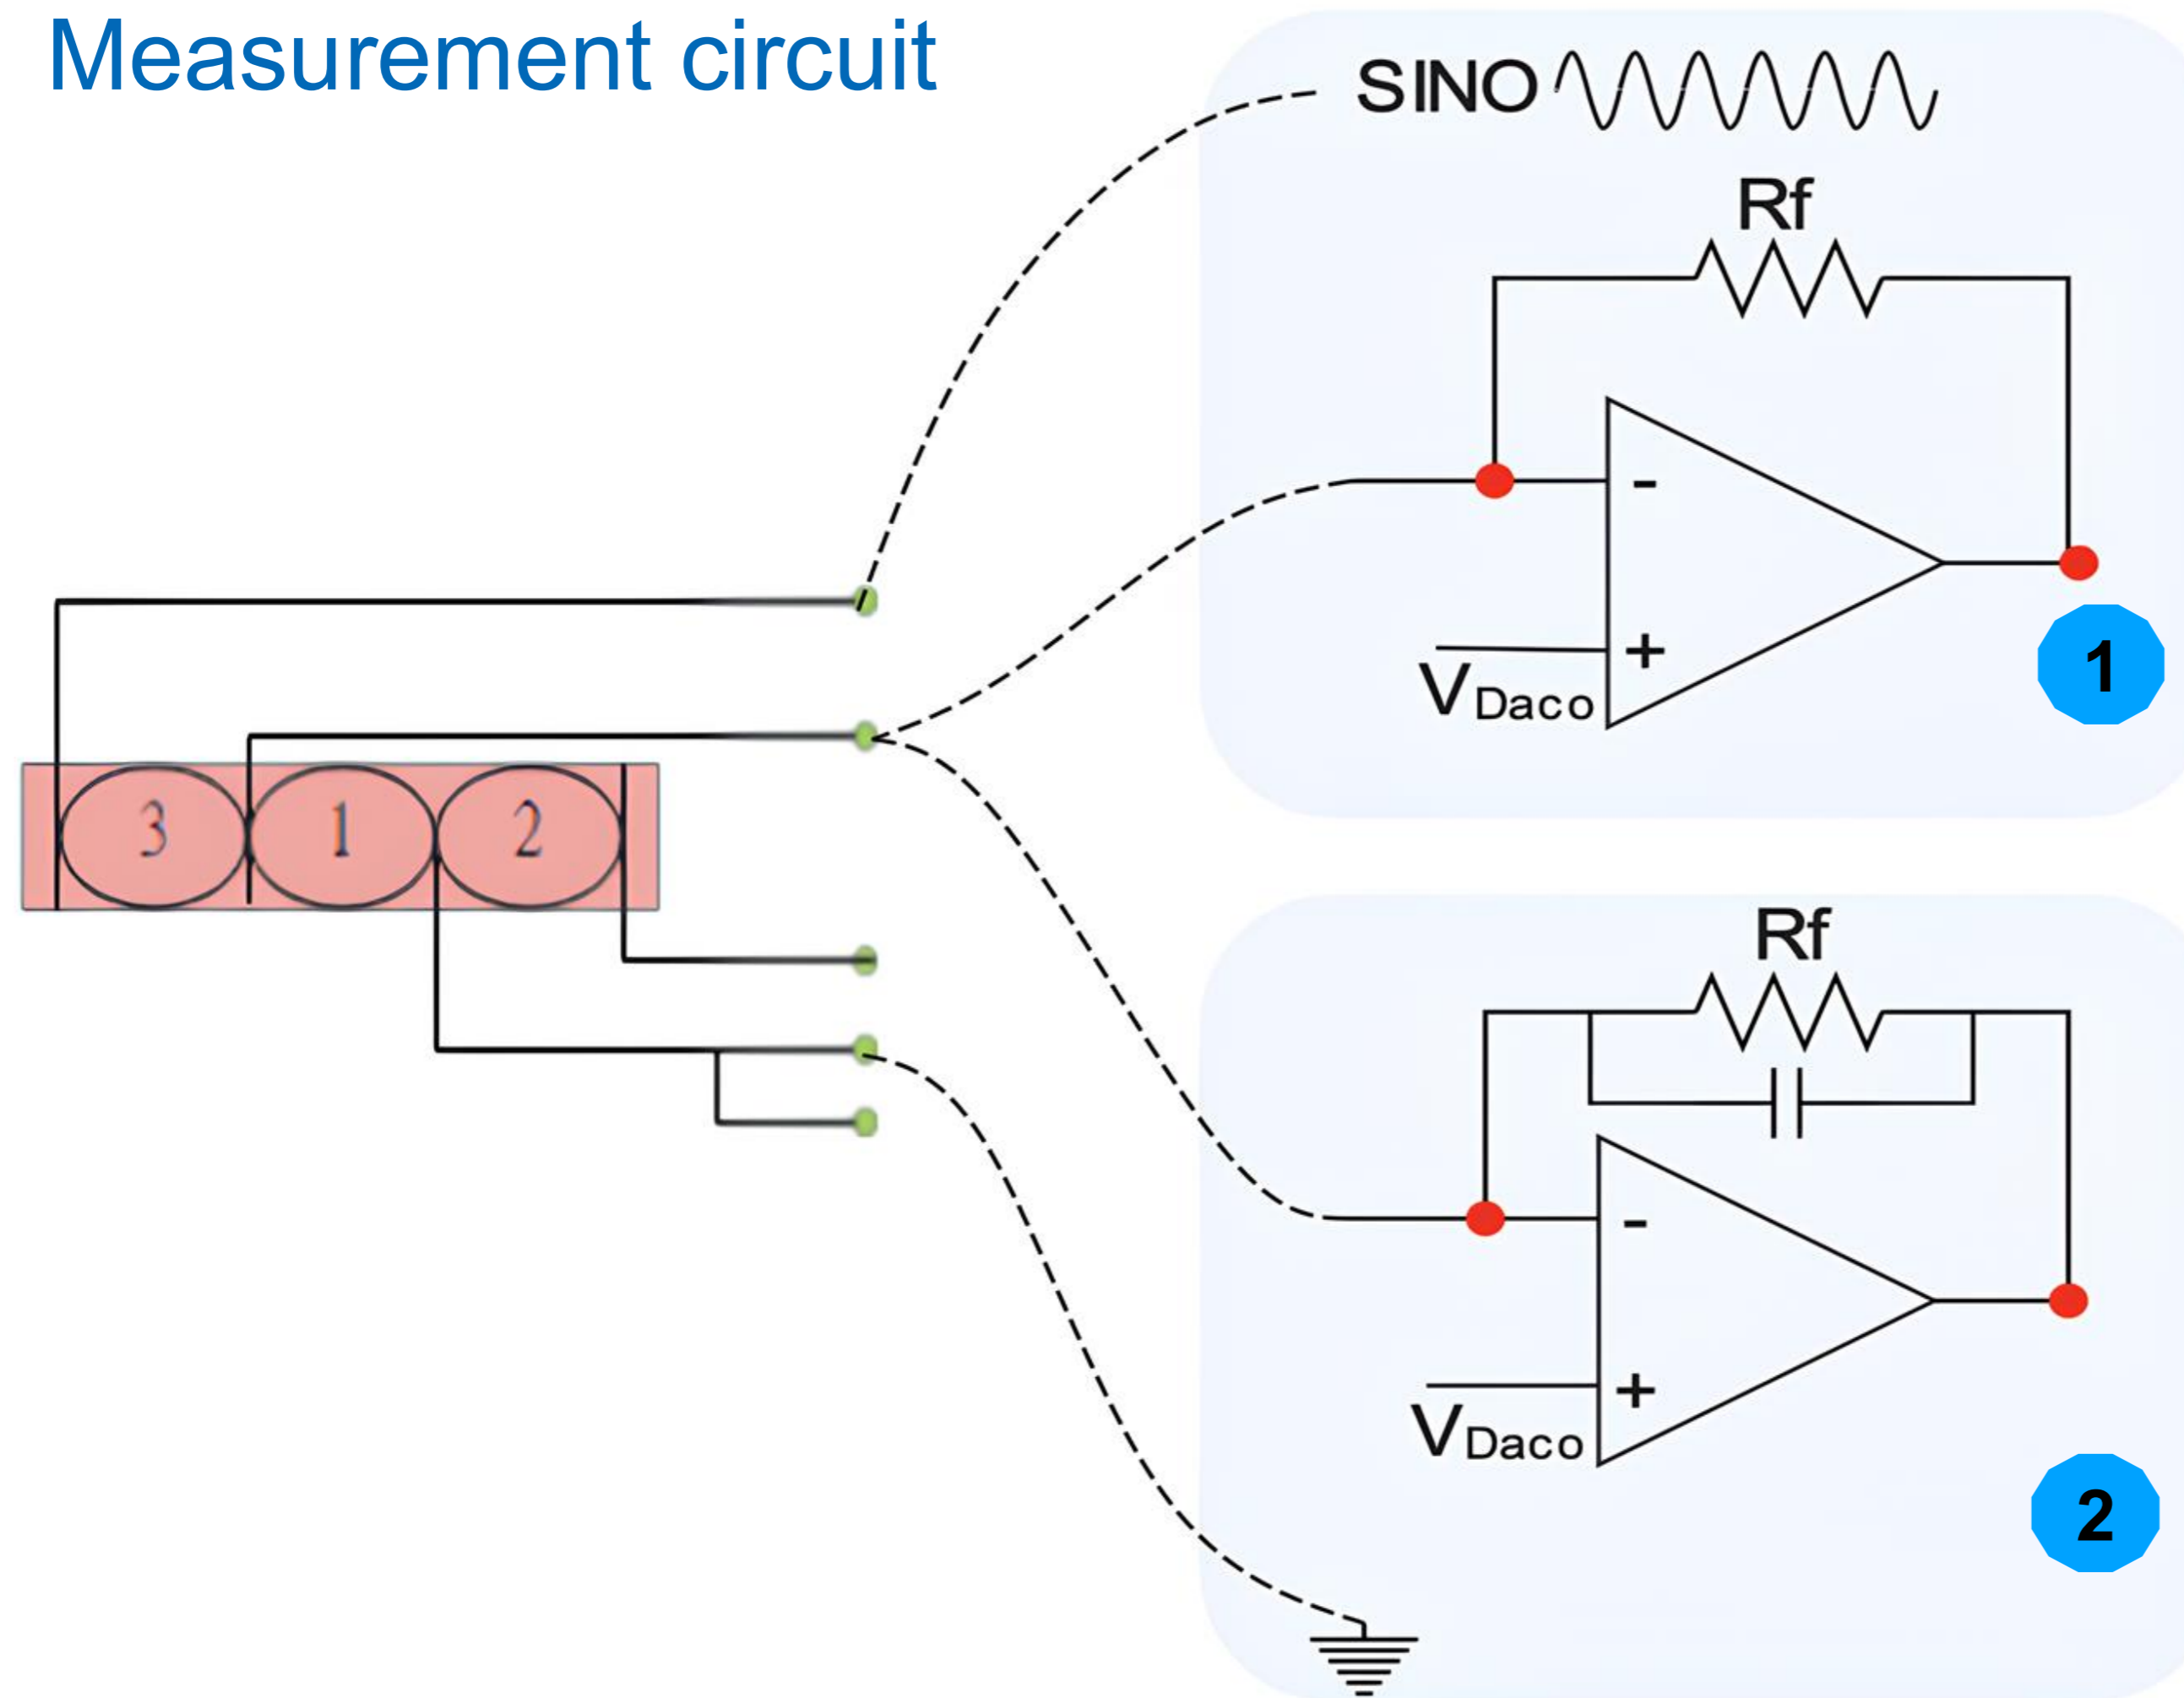 Measurement circuit
SINO
Rf
-
+
VDaco
1
3 1 2
Rf
-
+
VDaco
2